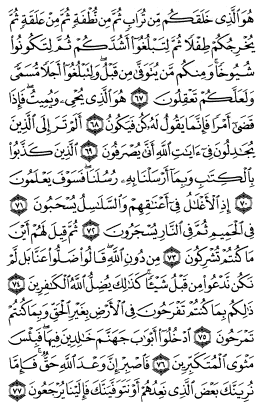 هُوَ ٱلَّذِى خَلَقَكُم مِّن تُرَابٍ ثُمَّ مِن نُّطْفَةٍ ثُمَّ مِنْ عَلَقَةٍ ثُمَّ
يُخْرِجُكُمْ طِفْلًا ثُمَّ لِتَبْلُغُوٓا۟ أَشُدَّكُمْ ثُمَّ لِتَكُونُوا۟
شُيُوخًا ۚ وَمِنكُم مَّن يُتَوَفَّىٰ مِن قَبْلُ ۖ وَلِتَبْلُغُوٓا۟ أَجَلًا مُّسَمًّى
وَلَعَلَّكُمْ تَعْقِلُونَ ٦٧ هُوَ ٱلَّذِى يُحْىِۦ وَيُمِيتُ ۖ فَإِذَا
قَضَىٰٓ أَمْرًا فَإِنَّمَا يَقُولُ لَهُۥ كُن فَيَكُونُ ٦٨ أَلَمْ تَرَ إِلَى ٱلَّذِينَ
يُجَٰدِلُونَ فِىٓ ءَايَٰتِ ٱللَّهِ أَنَّىٰ يُصْرَفُونَ ٦٩ ٱلَّذِينَ كَذَّبُوا۟
بِٱلْكِتَٰبِ وَبِمَآ أَرْسَلْنَا بِهِۦ رُسُلَنَا ۖ فَسَوْفَ يَعْلَمُونَ
٧٠ إِذِ ٱلْأَغْلَٰلُ فِىٓ أَعْنَٰقِهِمْ وَٱلسَّلَٰسِلُ يُسْحَبُونَ ٧١
فِى ٱلْحَمِيمِ ثُمَّ فِى ٱلنَّارِ يُسْجَرُونَ ٧٢ ثُمَّ قِيلَ لَهُمْ أَيْنَ
مَا كُنتُمْ تُشْرِكُونَ ٧٣ مِن دُونِ ٱللَّهِ ۖ قَالُوا۟ ضَلُّوا۟ عَنَّا بَل لَّمْ
نَكُن نَّدْعُوا۟ مِن قَبْلُ شَيْـًٔا ۚ كَذَٰلِكَ يُضِلُّ ٱللَّهُ ٱلْكَٰفِرِينَ ٧٤
ذَٰلِكُم بِمَا كُنتُمْ تَفْرَحُونَ فِى ٱلْأَرْضِ بِغَيْرِ ٱلْحَقِّ وَبِمَا كُنتُمْ
تَمْرَحُونَ ٧٥ ٱدْخُلُوٓا۟ أَبْوَٰبَ جَهَنَّمَ خَٰلِدِينَ فِيهَا ۖ فَبِئْسَ
مَثْوَى ٱلْمُتَكَبِّرِينَ ٧٦ فَٱصْبِرْ إِنَّ وَعْدَ ٱللَّهِ حَقٌّ ۚ فَإِمَّا
نُرِيَنَّكَ بَعْضَ ٱلَّذِى نَعِدُهُمْ أَوْ نَتَوَفَّيَنَّكَ فَإِلَيْنَا يُرْجَعُونَ ٧٧